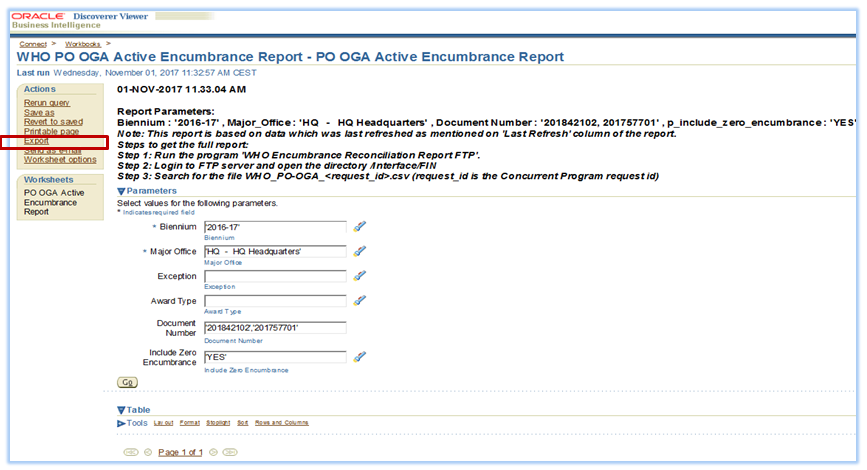 ORACLE Discoverer Viewer
Business Intelligence
Connect > Workbooks >
WHO PO OGA Active Encumbrance Report - PO OGA Active Encumbrance Report
Last run Wednesday, November 01, 2017 11:32:57 AM CEST
Actions
Rerun query
Save as
Revert to saved
Printable page
Export
Send as e-mail
Worksheet options
Worksheets
PO OGA Active
Encumbrance
Report
01-NOV-2017 11.33.04 AM
Report Parameters:
Biennium : '2016-17' , Major_Office : 'HQ - HQ Headquarters' , Document Number : '201842102, 201757701' , p_include_zero_encumbrance : 'YES'
Note: This report is based on data which was last refreshed as mentioned on 'Last Refresh' column of the report.
Steps to get the full report:
Step 1: Run the program 'WHO Encumbrance Reconciliation Report FTP'.
Step 2: Login to FTP server and open the directory /Interface/FIN
Step 3: Search for the file WHO_PO-OGA_<request_id>.csv (request_id is the Concurrent Program request id)
Parameters
Select values for the following parameters.
* Indicates required field
* Biennium '2016-17'
Biennium
* Major Office 'HQ - HQ Headquarters'
Major Office
Exception
Exception
Award Type
Award Type
Document
Number '201842102','201757701'
Document Number
Include Zero
Encumbrance 'YES'
Include Zero Encumbrance
Go
Table
Tools Layout Format Stoplight Sort Rows and Columns
Page 1 of 1